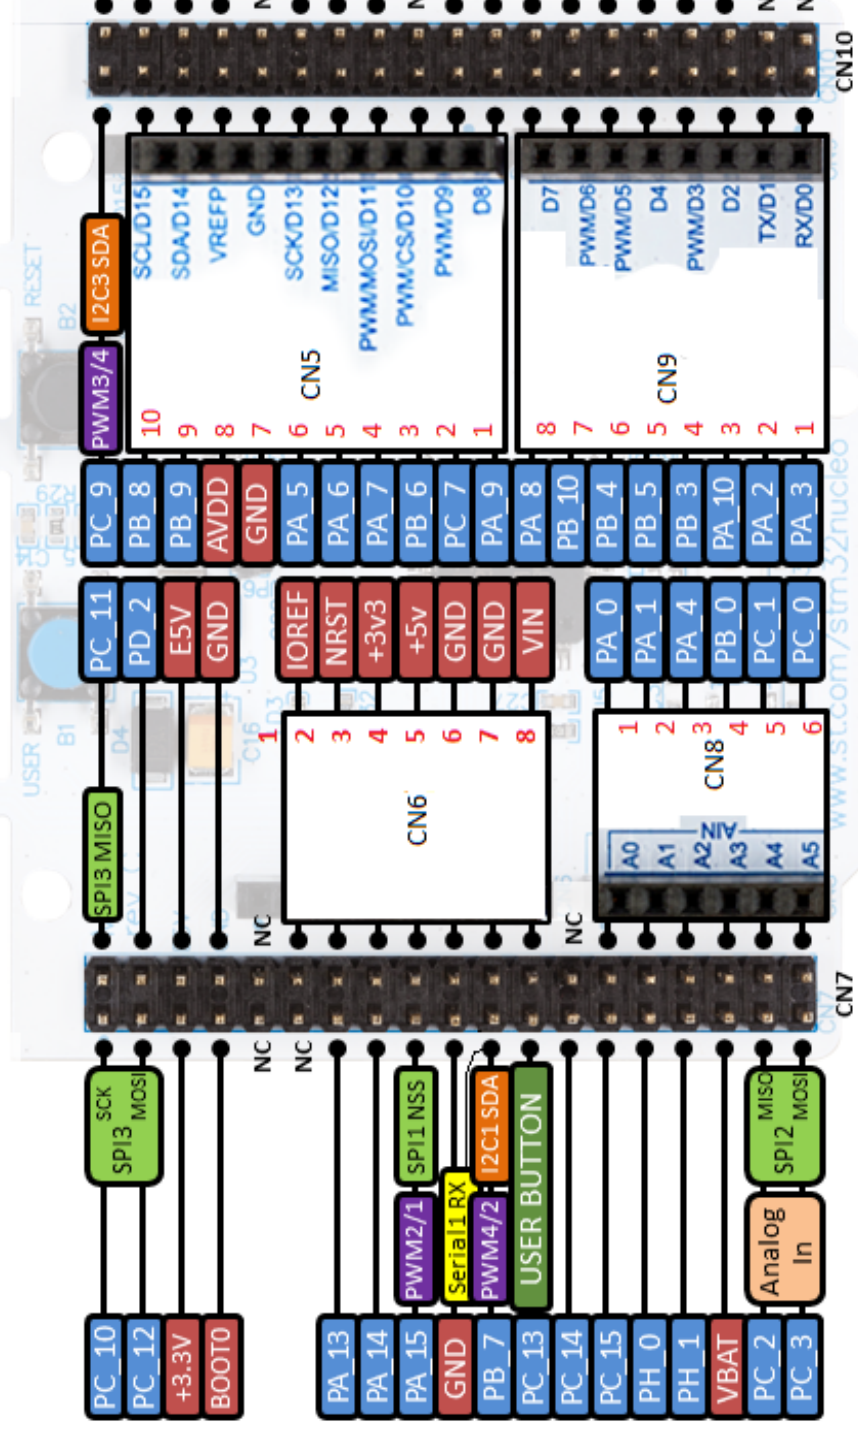 N
N
N
N
CN10
RESET
B2
I2C3 SDA
PWM3/4
SCL/D15
SDA/D14
VREFP
GND
SCK/D13
MISO/D12
PWM/MOSI/D11
PWM/CS/D10
PWM/D9
D8
CN5
10
9
8
7
6
5
4
3
2
1
D7
PWM/D6
PWM/D5
D4
PWM/D3
D2
TX/D1
RX/D0
CN9
8
7
6
5
4
3
2
1
PC_9
PB_8
PB_9
AVDD
GND
PA_5
PA_6
PA_7
PB_6
PC_7
PA_9
PA_8
PB_10
PB_4
PB_5
PB_3
PA_10
PA_2
PA_3
R29
PC_11
PD_2
E5V
GND
IOREF
NRST
+3v3
+5v
GND
GND
VIN
PA_0
PA_1
PA_4
PB_0
PC_1
PC_0
USER
B1
D4
C16
U3
D3
www.st.com/stm32nucleo
1
2
3
4
5
6
7
8
CN6
1
2
3
4
5
6
CN8
AIN
A0
A1
A2
A3
A4
A5
SPI3 MISO
NC
NC
CN7
CN7
NC
NC
SCK
MOSI
SPI3
SPI1 NSS
PWM2/1
Serial1 RX
I2C1 SDA
PWM4/2
USER BUTTON
MISO
MOSI
SPI2
Analog
In
PC_10
PC_12
+3.3V
BOOT0
PA_13
PA_14
PA_15
GND
PB_7
PC_13
PC_14
PC_15
PH_0
PH_1
VBAT
PC_2
PC_3